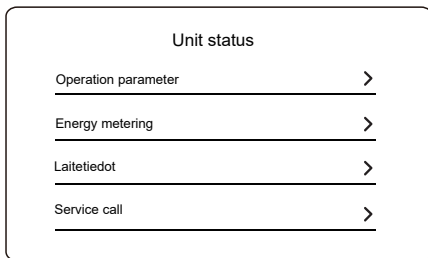 Unit status
Operation parameter
Energy metering
Laitetiedot
Service call